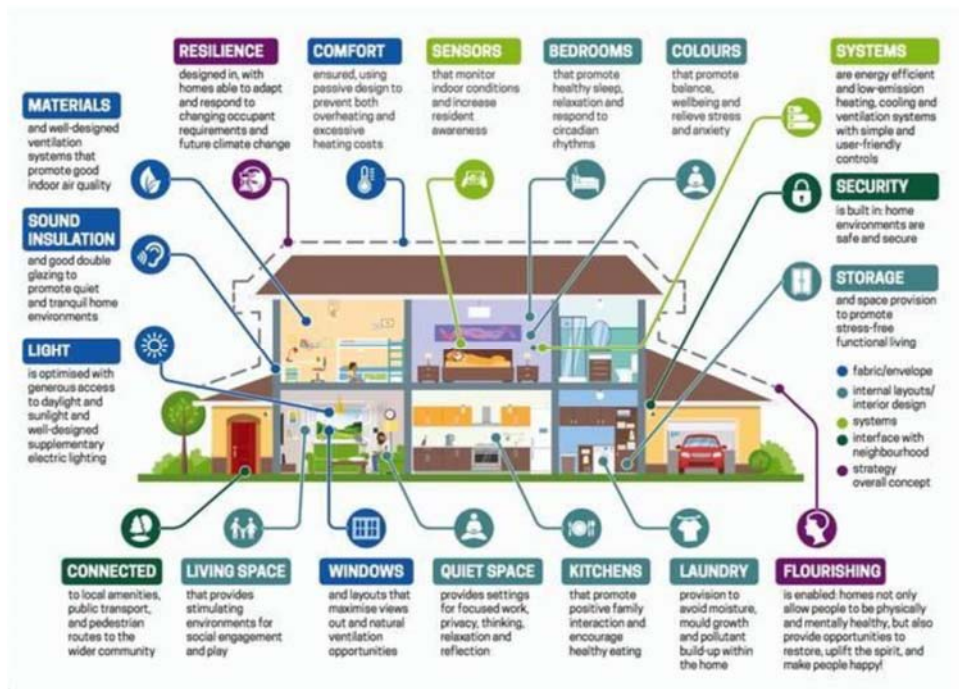 RESILIENCE
designed in, with
homes able to adapt
and respond to
changing occupant
requirements and
future climate change
COMFORT
ensured, using
passive design to
prevent both
overheating and
excessive
heating costs
SENSORS
that monitor
indoor conditions
and increase
resident
awareness
BEDROOMS
that promote
healthy sleep,
relaxation and
respond to
circadian
rhythms
COLOURS
that promote
balance,
wellbeing and
relieve stress
and anxiety
SYSTEMS
are energy efficient
and low-emission
heating, cooling and
ventilation systems
with simple and
user-friendly
controls
MATERIALS
and well-designed
ventilation
systems that
promote good
indoor air quality
SECURITY
is built in: home
environments are
safe and secure
SOUND
INSULATION
and good double
glazing to
promote quiet
and tranquil home
environments
STORAGE
and space provision
to promote
stress-free
functional living
LIGHT
is optimised with
generous access
to daylight and
sunlight and
well-designed
supplementary
electric lighting
fabric/envelope
internal layouts/
interior design
systems
interface with
neighbourhood
strategy
overall concept
CONNECTED
to local amenities,
public transport,
and pedestrian
routes to the
wider community
LIVING SPACE
that provides
stimulating
environments for
social engagement
and play
WINDOWS
and layouts that
maximise views
out and natural
ventilation
opportunities
QUIET SPACE
provides settings
for focused work,
privacy, thinking,
relaxation and
reflection
KITCHENS
that promote
positive family
interaction and
encourage
healthy eating
LAUNDRY
provision to
avoid moisture,
mould growth
and pollutant
build-up within
the home
FLOURISHING
is enabled: homes not only
allow people to be physically
and mentally healthy, but also
provide opportunities to
restore, uplift the spirit, and
make people happy!